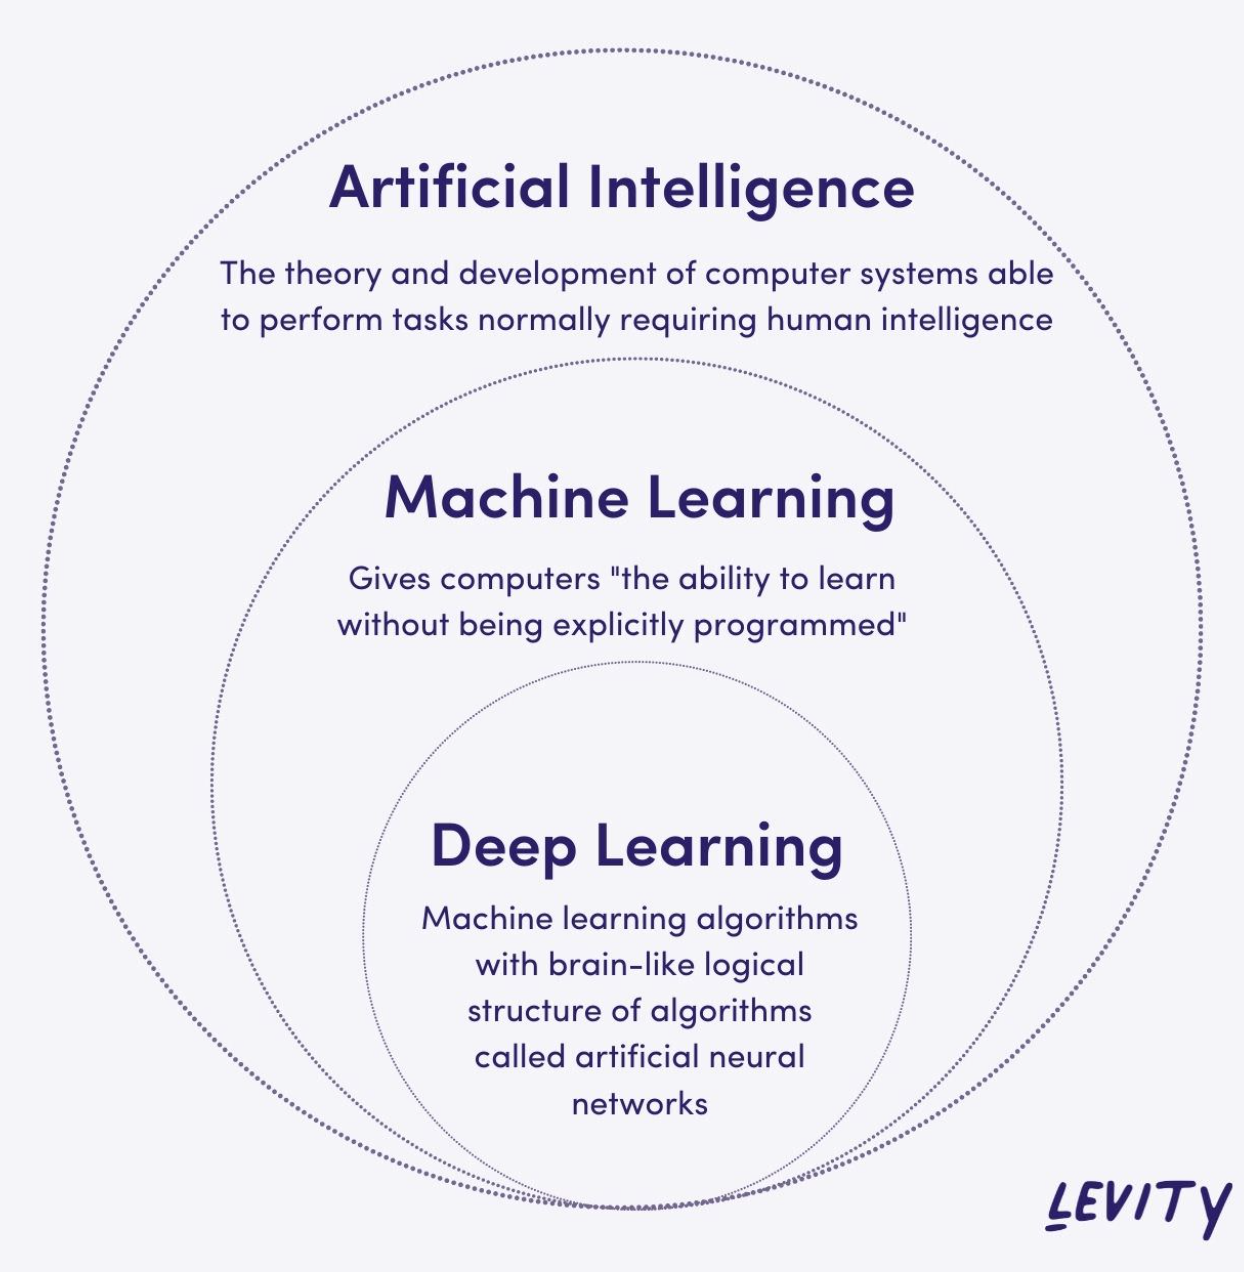 Artificial Intelligence
The theory and development of computer systems able
to perform tasks normally requiring human intelligence
Machine Learning
Gives computers "the ability to learn
without being explicitly programmed"
Deep Learning
Machine learning algorithms
with brain-like logical
structure of algorithms
called artificial neural
networks
LEVITY